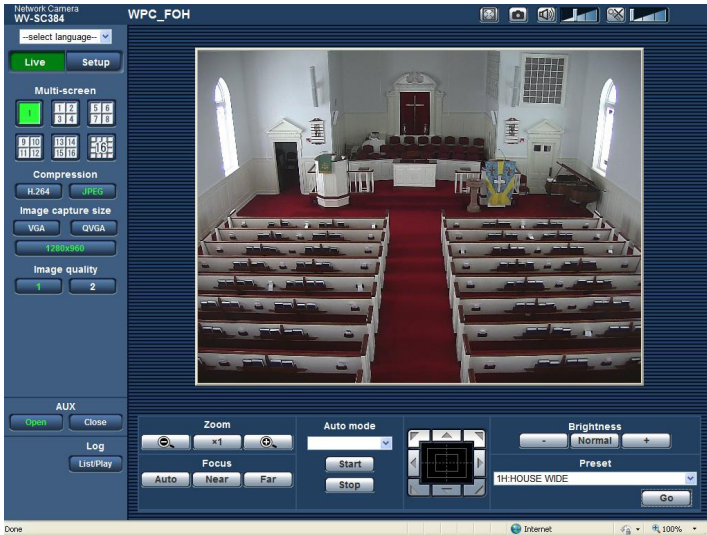 Network Camera
WV-SC384
WPC_FOH
--select language--
Live Setup
Multi-screen
1
1 2
3 4
5 6
7 8
9 10
11 12
13 14
15 16
16
Compression
H.264 JPEG
Image capture size
VGA QVGA
1280x960
Image quality
1 2
AUX
Open Close
Log
List/Play
Zoom
×1
Focus
Auto Near Far
Auto mode
Start
Stop
Brightness
- Normal +
Preset
1H:HOUSE WIDE
Go
Done Internet 100%